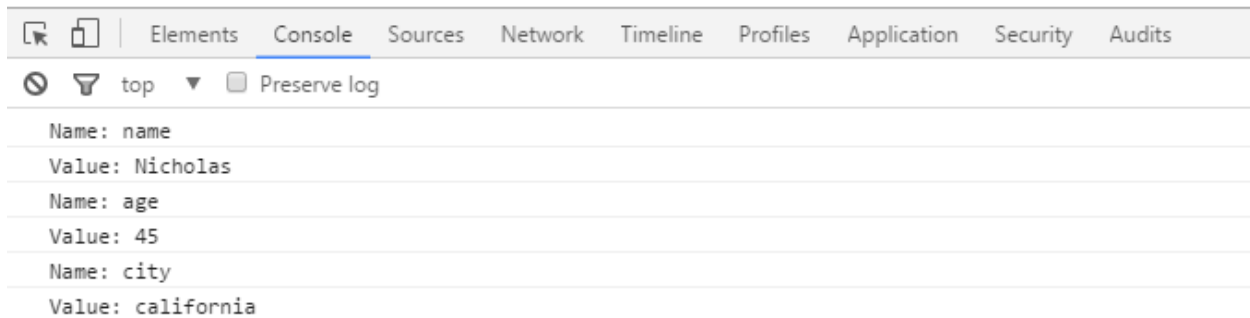 Elements Console Sources Network Timeline Profiles Application Security Audits
top Preserve log
Name: name
Value: Nicholas
Name: age
Value: 45
Name: city
Value: california